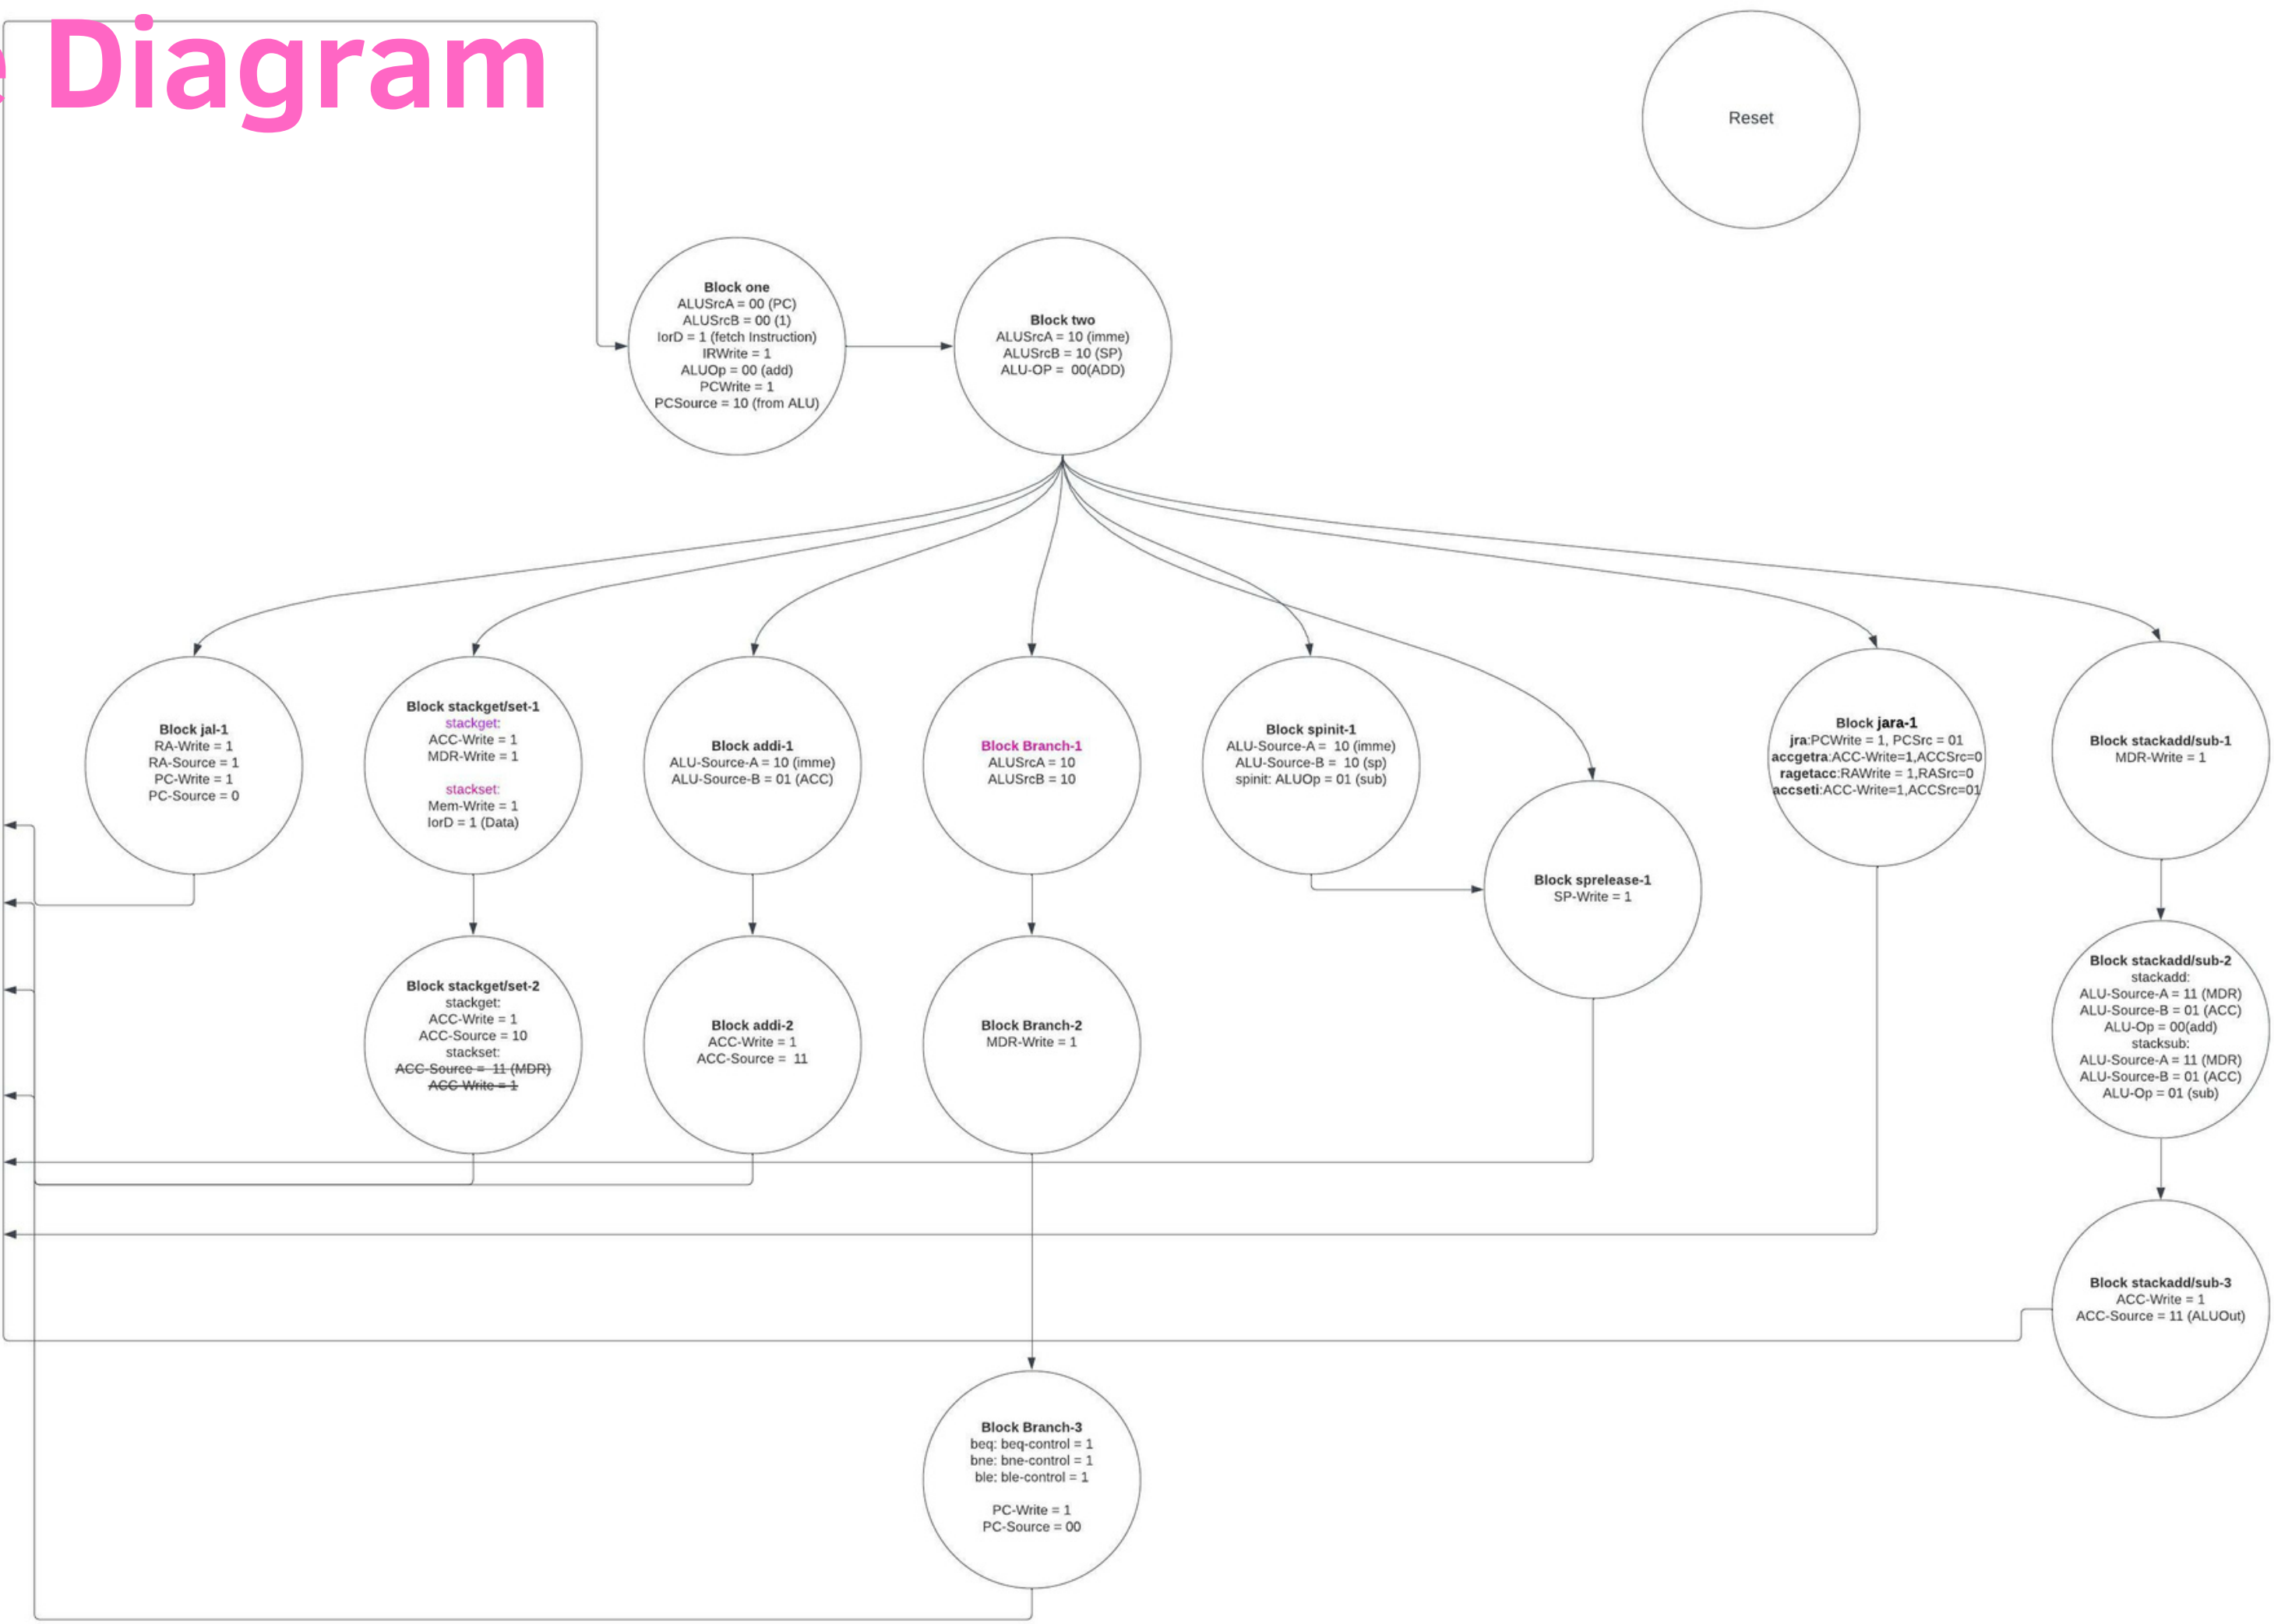 e Diagram
Reset
Block one
ALUSrcA = 00 (PC)
ALUSrcB = 00 (1)
IorD = 1 (fetch Instruction)
IRWrite = 1
ALUOp = 00 (add)
PCWrite = 1
PCSource = 10 (from ALU)
Block two
ALUSrcA = 10 (imme)
ALUSrcB = 10 (SP)
ALU-OP = 00(ADD)
Block jal-1
RA-Write = 1
RA-Source = 1
PC-Write = 1
PC-Source = 0
Block stackget/set-1
stackget:
ACC-Write = 1
MDR-Write = 1
stackset:
Mem-Write = 1
IorD = 1 (Data)
Block addi-1
ALU-Source-A = 10 (imme)
ALU-Source-B = 01 (ACC)
Block Branch-1
ALUSrcA = 10
ALUSrcB = 10
Block spinit-1
ALU-Source-A = 10 (imme)
ALU-Source-B = 10 (sp)
spinit: ALUOp = 01 (sub)
Block sprelease-1
SP-Write = 1
Block jara-1
jra:PCWrite = 1, PCSrc = 01
accgetra:ACC-Write=1,ACCSrc=0
ragetacc:RAWrite = 1,RASrc=0
accseti:ACC-Write=1,ACCSrc=01
Block stackadd/sub-1
MDR-Write = 1
Block stackget/set-2
stackget:
ACC-Write = 1
ACC-Source = 10
stackset:
ACC-Source = 11 (MDR)
ACC-Write = 1
Block addi-2
ACC-Write = 1
ACC-Source = 11
Block Branch-2
MDR-Write = 1
Block stackadd/sub-2
stackadd:
ALU-Source-A = 11 (MDR)
ALU-Source-B = 01 (ACC)
ALU-Op = 00(add)
stacksub:
ALU-Source-A = 11 (MDR)
ALU-Source-B = 01 (ACC)
ALU-Op = 01 (sub)
Block stackadd/sub-3
ACC-Write = 1
ACC-Source = 11 (ALUOut)
Block Branch-3
beq: beq-control = 1
bne: bne-control = 1
ble: ble-control = 1
PC-Write = 1
PC-Source = 00